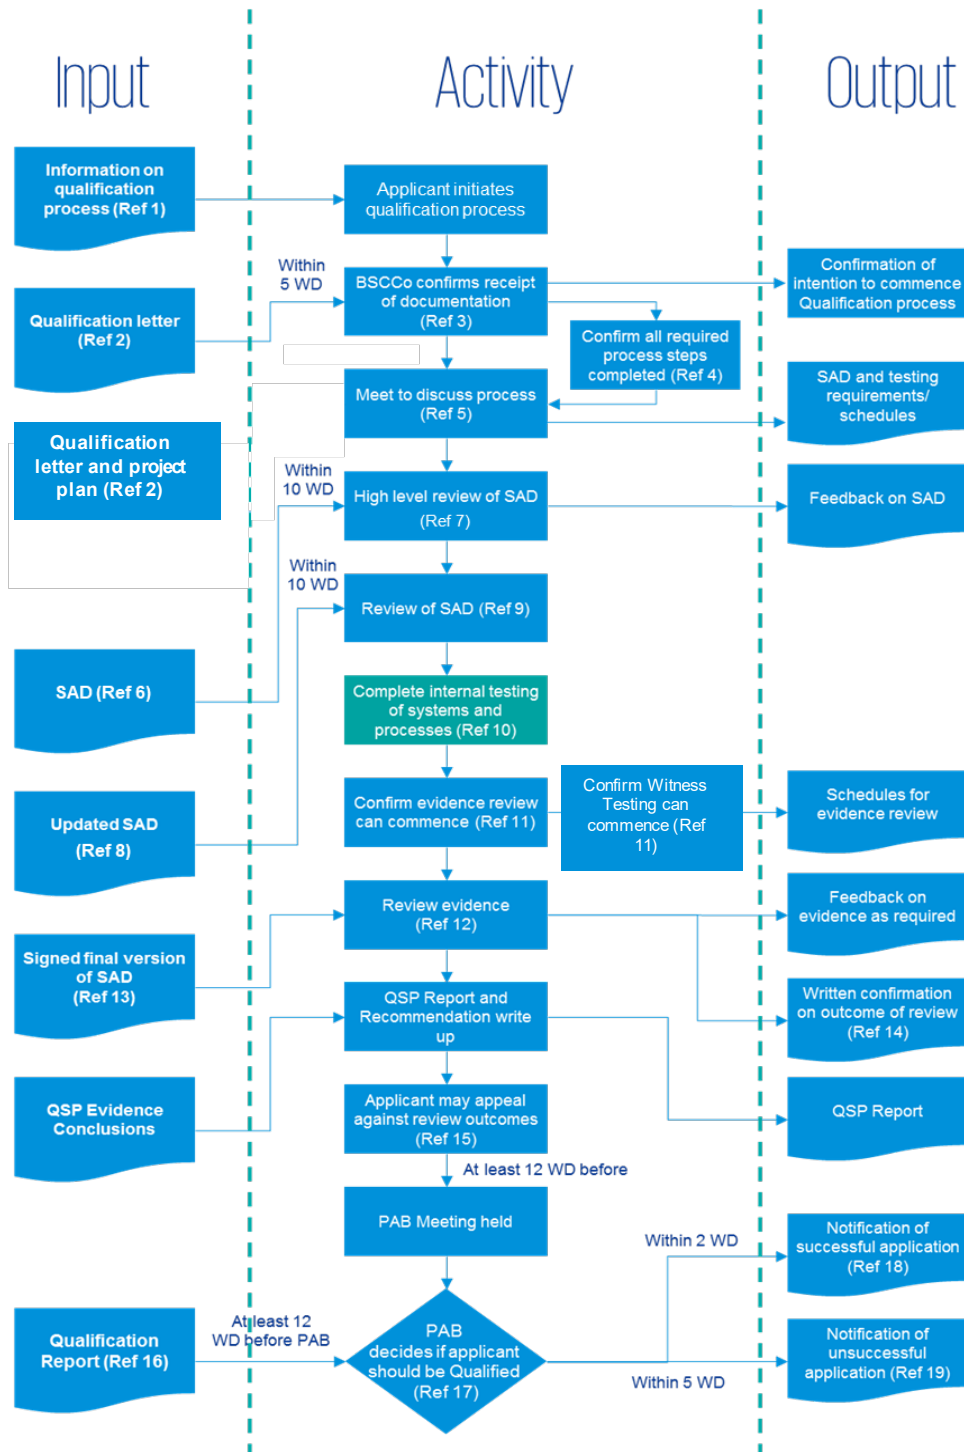 Input
Activity
Output
Information on
qualification
process (Ref 1)
Applicant initiates
qualification process
Within
5 WD
BSCCo confirms receipt
of documentation
(Ref 3)
Confirmation of
intention to commence
Qualification process
Qualification letter
(Ref 2)
Confirm all required
process steps
completed (Ref 4)
Meet to discuss process
(Ref 5)
SAD and testing
requirements/
schedules
Qualification
letter and project
plan (Ref 2)
Within
10 WD
High level review of SAD
(Ref 7)
Feedback on SAD
Within
10 WD
Review of SAD (Ref 9)
SAD (Ref 6)
Complete internal testing
of systems and
processes (Ref 10)
Updated SAD
(Ref 8)
Confirm evidence review
can commence (Ref 11)
Confirm Witness
Testing can
commence (Ref
11)
Schedules for
evidence review
Review evidence
(Ref 12)
Feedback on
evidence as required
Signed final version
of SAD
(Ref 13)
QSP Report and
Recommendation write
up
Written confirmation
on outcome of review
(Ref 14)
QSP Evidence
Conclusions
Applicant may appeal
against review outcomes
(Ref 15)
QSP Report
At least 12 WD before
PAB Meeting held
Within 2 WD
Notification of
successful application
(Ref 18)
Qualification
Report (Ref 16)
At least 12
WD before PAB
PAB
decides if applicant
should be Qualified
(Ref 17)
Within 5 WD
Notification of
unsuccessful
application (Ref 19)